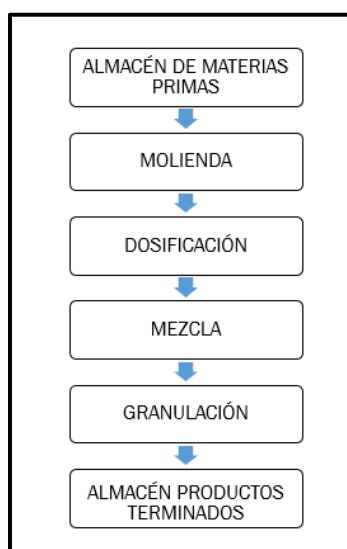 ALMACÉN DE MATERIAS
PRIMAS
MOLIENDA
DOSIFICACIÓN
MEZCLA
GRANULACIÓN
ALMACÉN PRODUCTOS
TERMINADOS